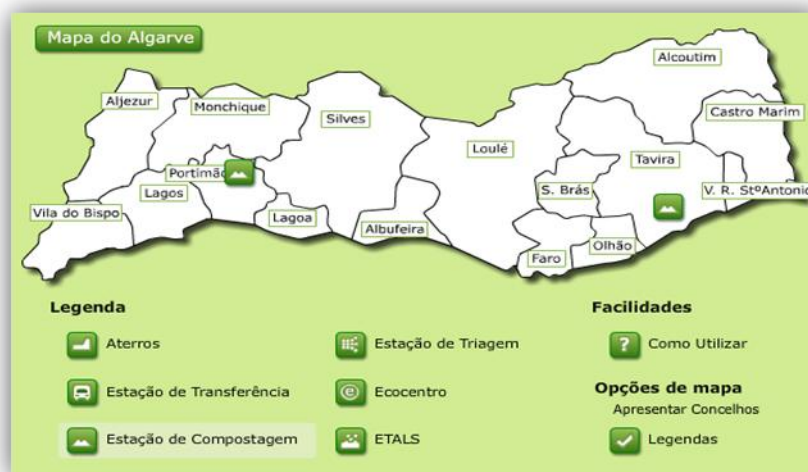 Mapa do Algarve
Alcoutim
Aljezur
Monchique
Castro Marim
Silves
Loulé
Tavira
Portimão
Lagos
S. Brás
V. R. StºAntonio
Vila do Bispo
Lagoa
Albufeira
Olhão
Faro
Legenda
Facilidades
Aterros
Estação de Triagem
? Como Utilizar
Estação de Transferência
e Ecocentro
Opções de mapa
Apresentar Concelhos
Estação de Compostagem
ETALS
Legendas